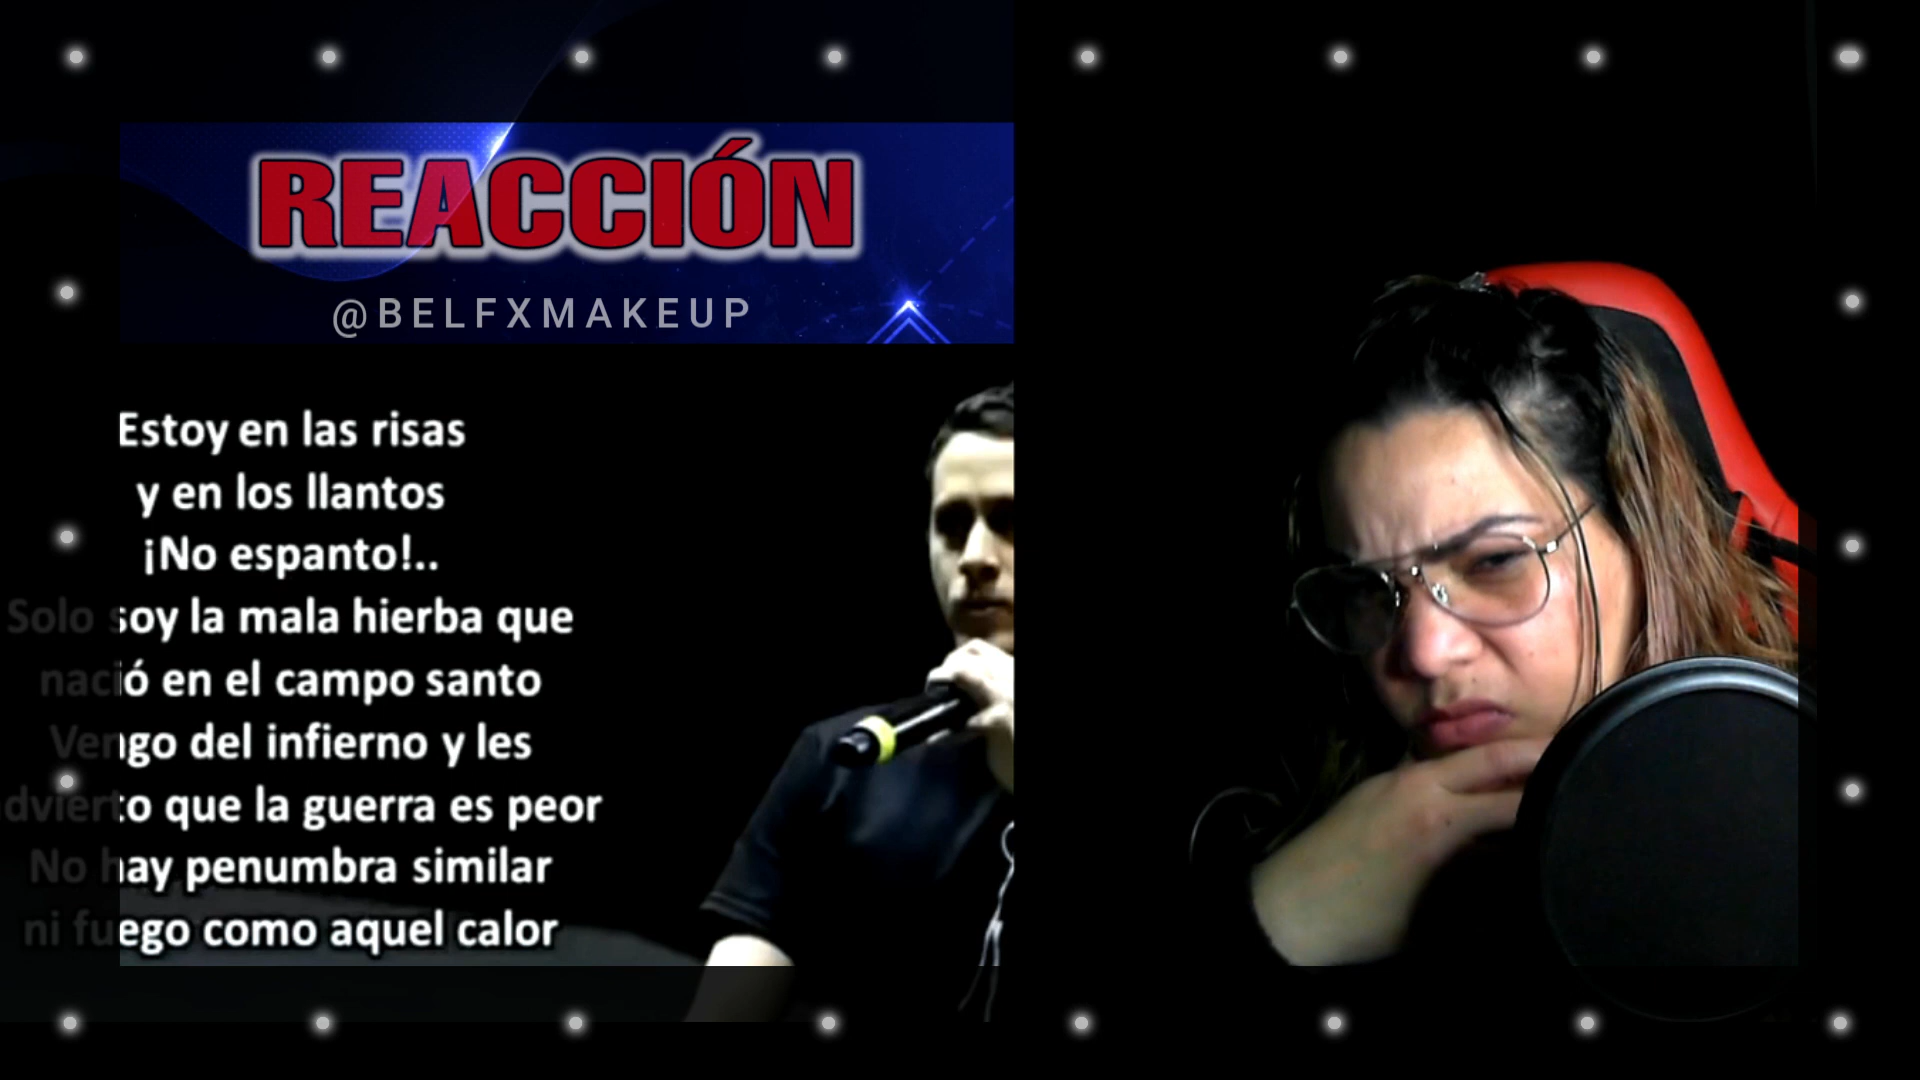 REACCIÓN
@BELFXMAKEUP
Estoy en las risas
y en los llantos
¡No espanto!..
Solo soy la mala hierba que
nació en el campo santo
Vengo del infierno y les
advierto que la guerra es peor
No hay penumbra similar
ni fuego como aquel calor